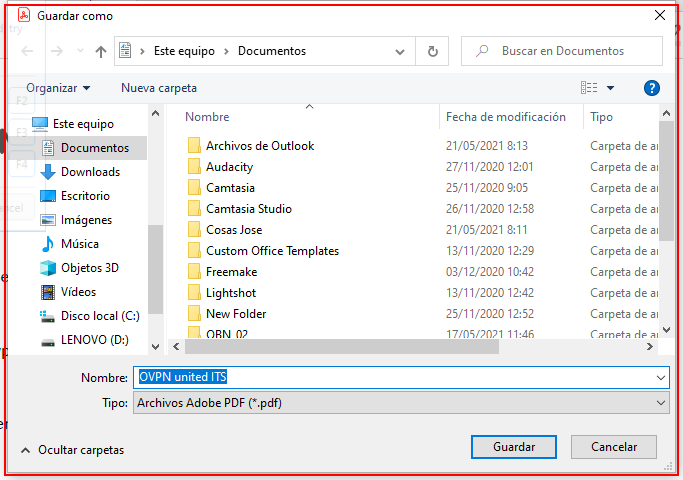 Guardar como
Este equipo > Documentos
Buscar en Documentos
Organizar
Nueva carpeta
?
Este equipo
Documentos
Downloads
Escritorio
Imágenes
Música
Objetos 3D
Vídeos
Disco local (C:)
LENOVO (D:)
Nombre Fecha de modificación Tipo
Archivos de Outlook 21/05/2021 8:13 Carpeta de ar
Audacity 27/11/2020 12:01 Carpeta de ar
Camtasia 25/11/2020 9:05 Carpeta de ar
Camtasia Studio 26/11/2020 12:58 Carpeta de ar
Cosas Jose 21/05/2021 8:11 Carpeta de ar
Custom Office Templates 13/11/2020 12:29 Carpeta de ar
Freemake 03/12/2020 10:42 Carpeta de ar
Lightshot 13/11/2020 12:42 Carpeta de ar
New Folder 25/11/2020 12:52 Carpeta de ar
OBN_02 17/05/2021 11:46 Carpeta de ar
Nombre: OVPN united ITS
Tipo: Archivos Adobe PDF (*.pdf)
Ocultar carpetas
Guardar
Cancelar
F2
F3
F4